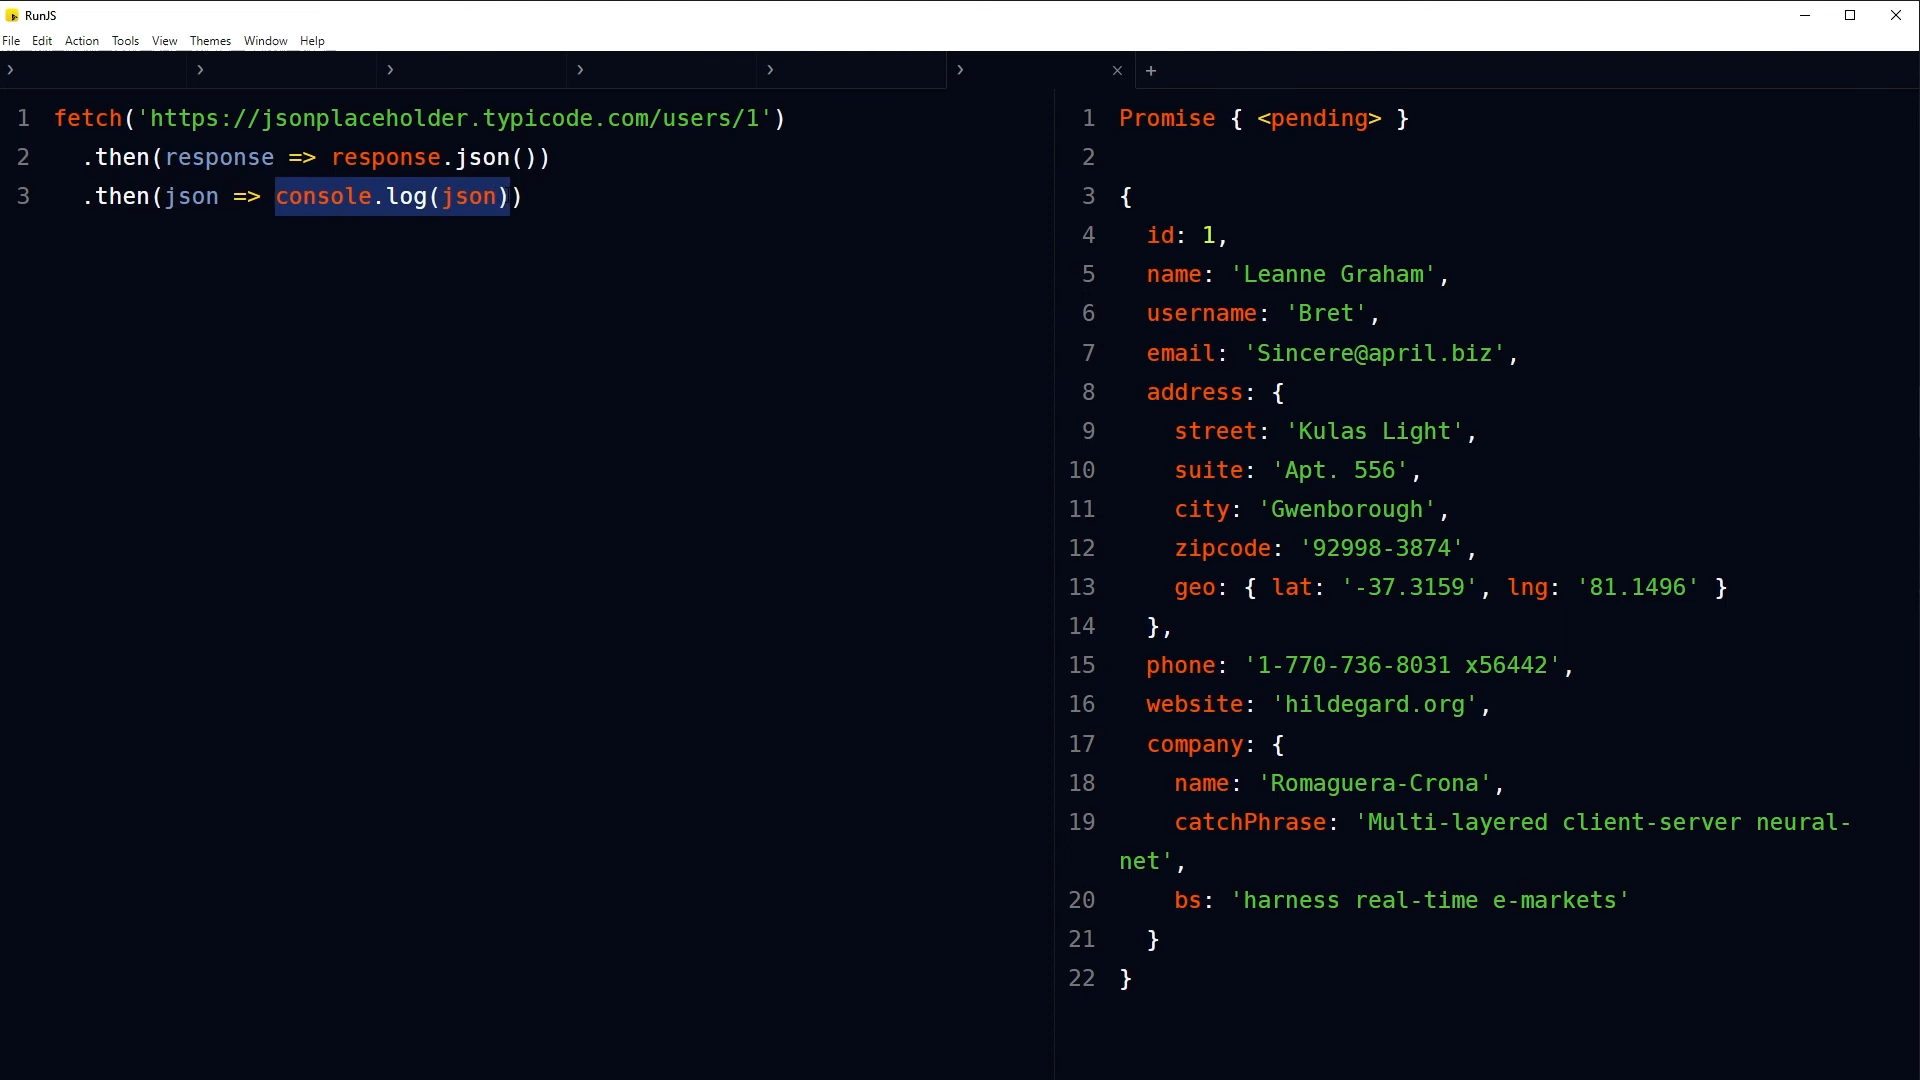 RunJS
File Edit Action Tools View Themes Window Help
1 fetch('https://jsonplaceholder.typicode.com/users/1')
2   .then(response => response.json())
3   .then(json => console.log(json))
1 Promise { <pending> }
2
3 {
4   id: 1,
5   name: 'Leanne Graham',
6   username: 'Bret',
7   email: 'Sincere@april.biz',
8   address: {
9     street: 'Kulas Light',
10     suite: 'Apt. 556',
11     city: 'Gwenborough',
12     zipcode: '92998-3874',
13     geo: { lat: '-37.3159', lng: '81.1496' }
14   },
15   phone: '1-770-736-8031 x56442',
16   website: 'hildegard.org',
17   company: {
18     name: 'Romaguera-Crona',
19     catchPhrase: 'Multi-layered client-server neural-
net',
20     bs: 'harness real-time e-markets'
21   }
22 }